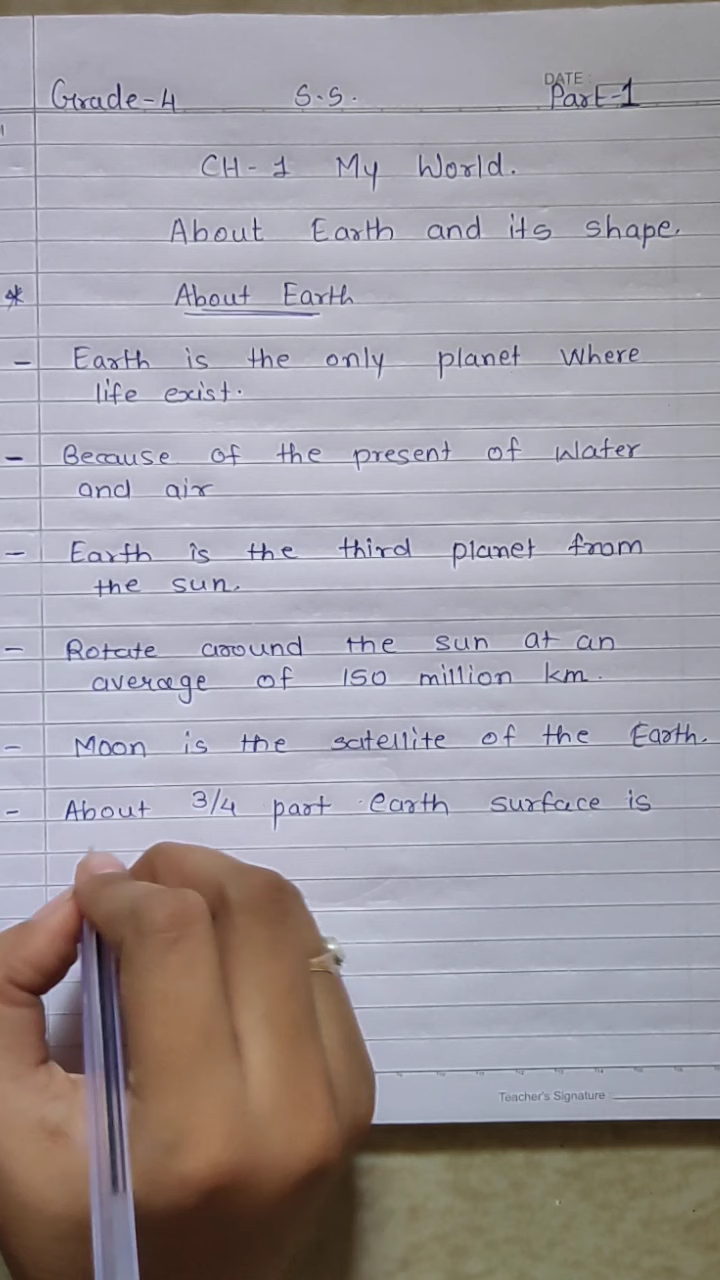 DATE :
Grade-4 S.S. Part-1
CH-1 My World.
About Earth and its shape.
* About Earth
- Earth is the only planet where
life exist.
- Because of the present of Water
and air
- Earth is the third planet from
the sun.
- Rotate around the sun at an
average of 150 million km.
- Moon is the satellite of the Earth.
- About 3/4 part earth surface is
Teacher's Signature